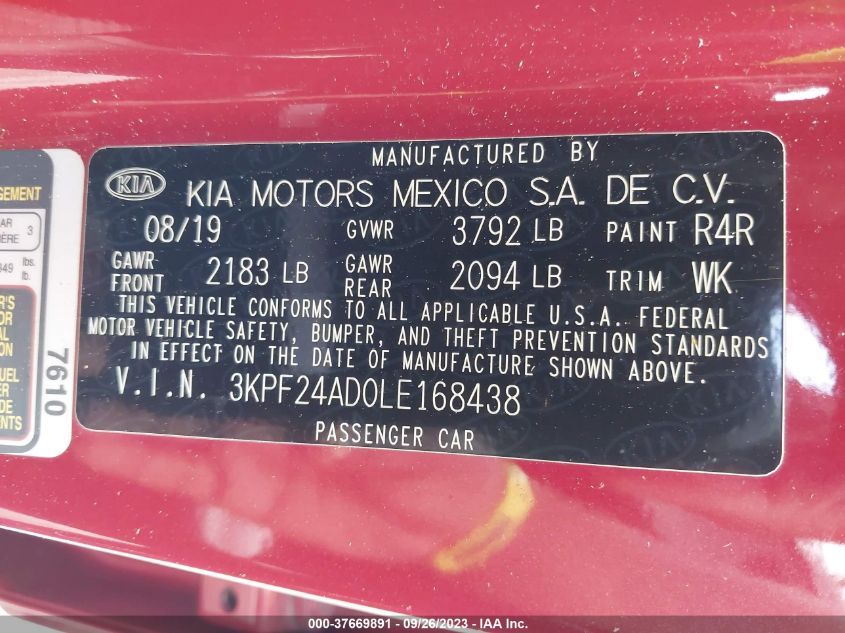 MANUFACTURED BY
KIA KIA MOTORS MEXICO S.A. DE C.V.
08/19 GVWR 3792 LB PAINT R4R
GAWR FRONT 2183 LB GAWR REAR 2094 LB TRIM WK
THIS VEHICLE CONFORMS TO ALL APPLICABLE U.S.A. FEDERAL
MOTOR VEHICLE SAFETY, BUMPER, AND THEFT PREVENTION STANDARDS
IN EFFECT ON THE DATE OF MANUFACTURE SHOWN ABOVE.
V.I.N. 3KPF24AD0LE168438
PASSENGER CAR
7610
000-37669891 - 09/26/2023 - IAA Inc.